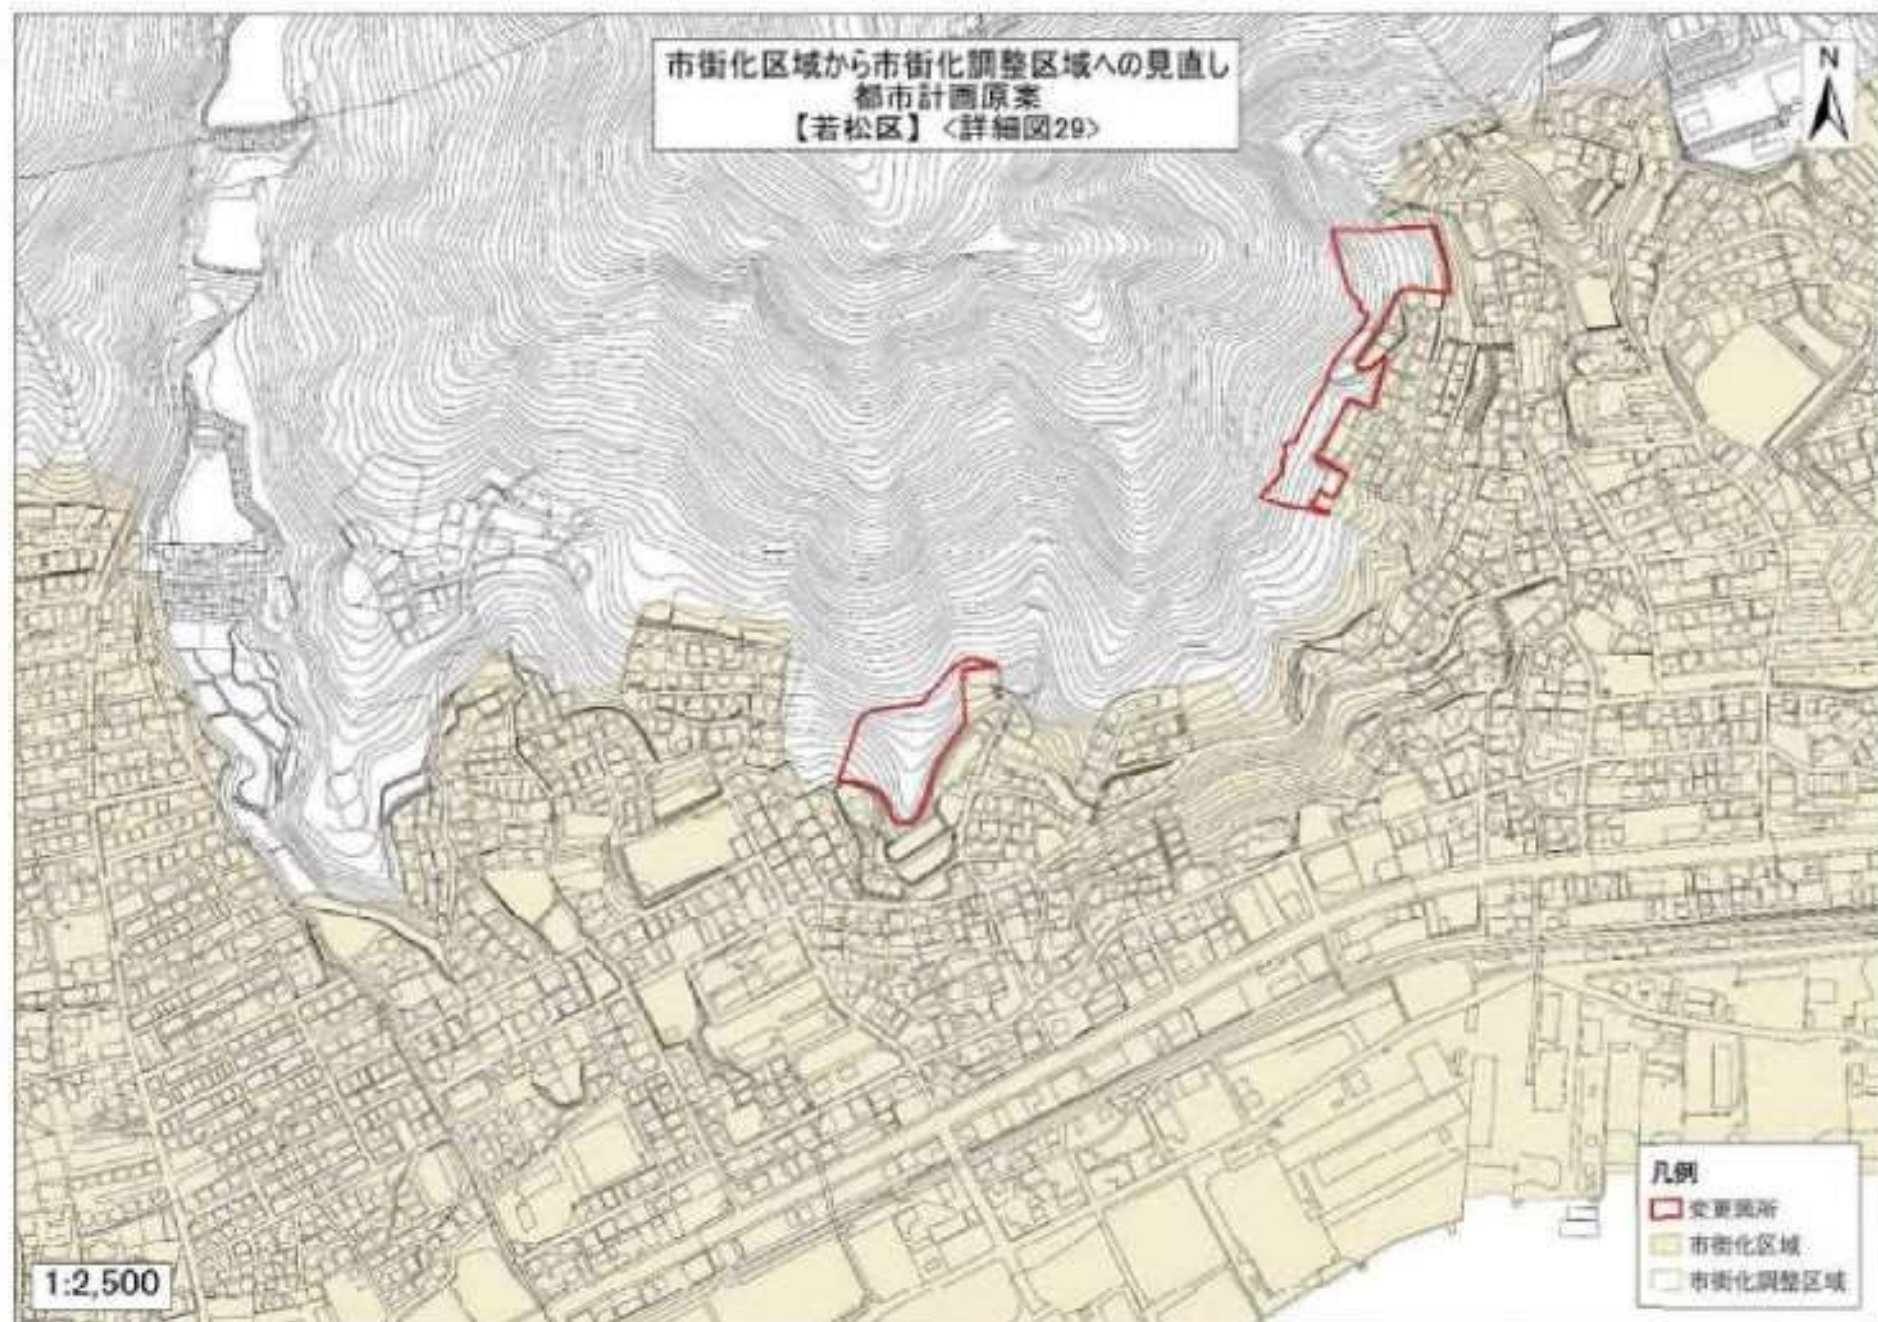 市街化区域から市街化調整区域への見直し
都市計画原案
【若松区】<詳細図29>
N
凡例
変更箇所
市街化区域
市街化調整区域
1:2,500